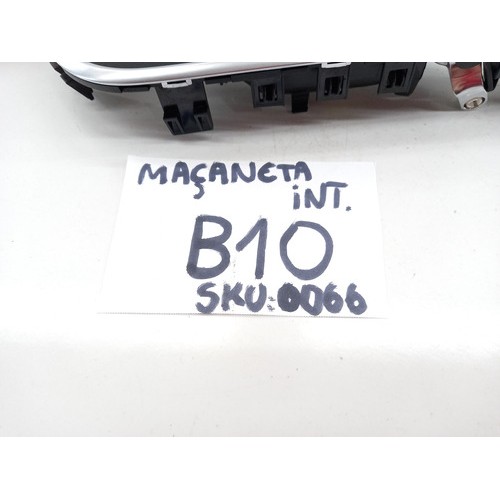 MAÇANETA
INT.
B10
SKU:0066